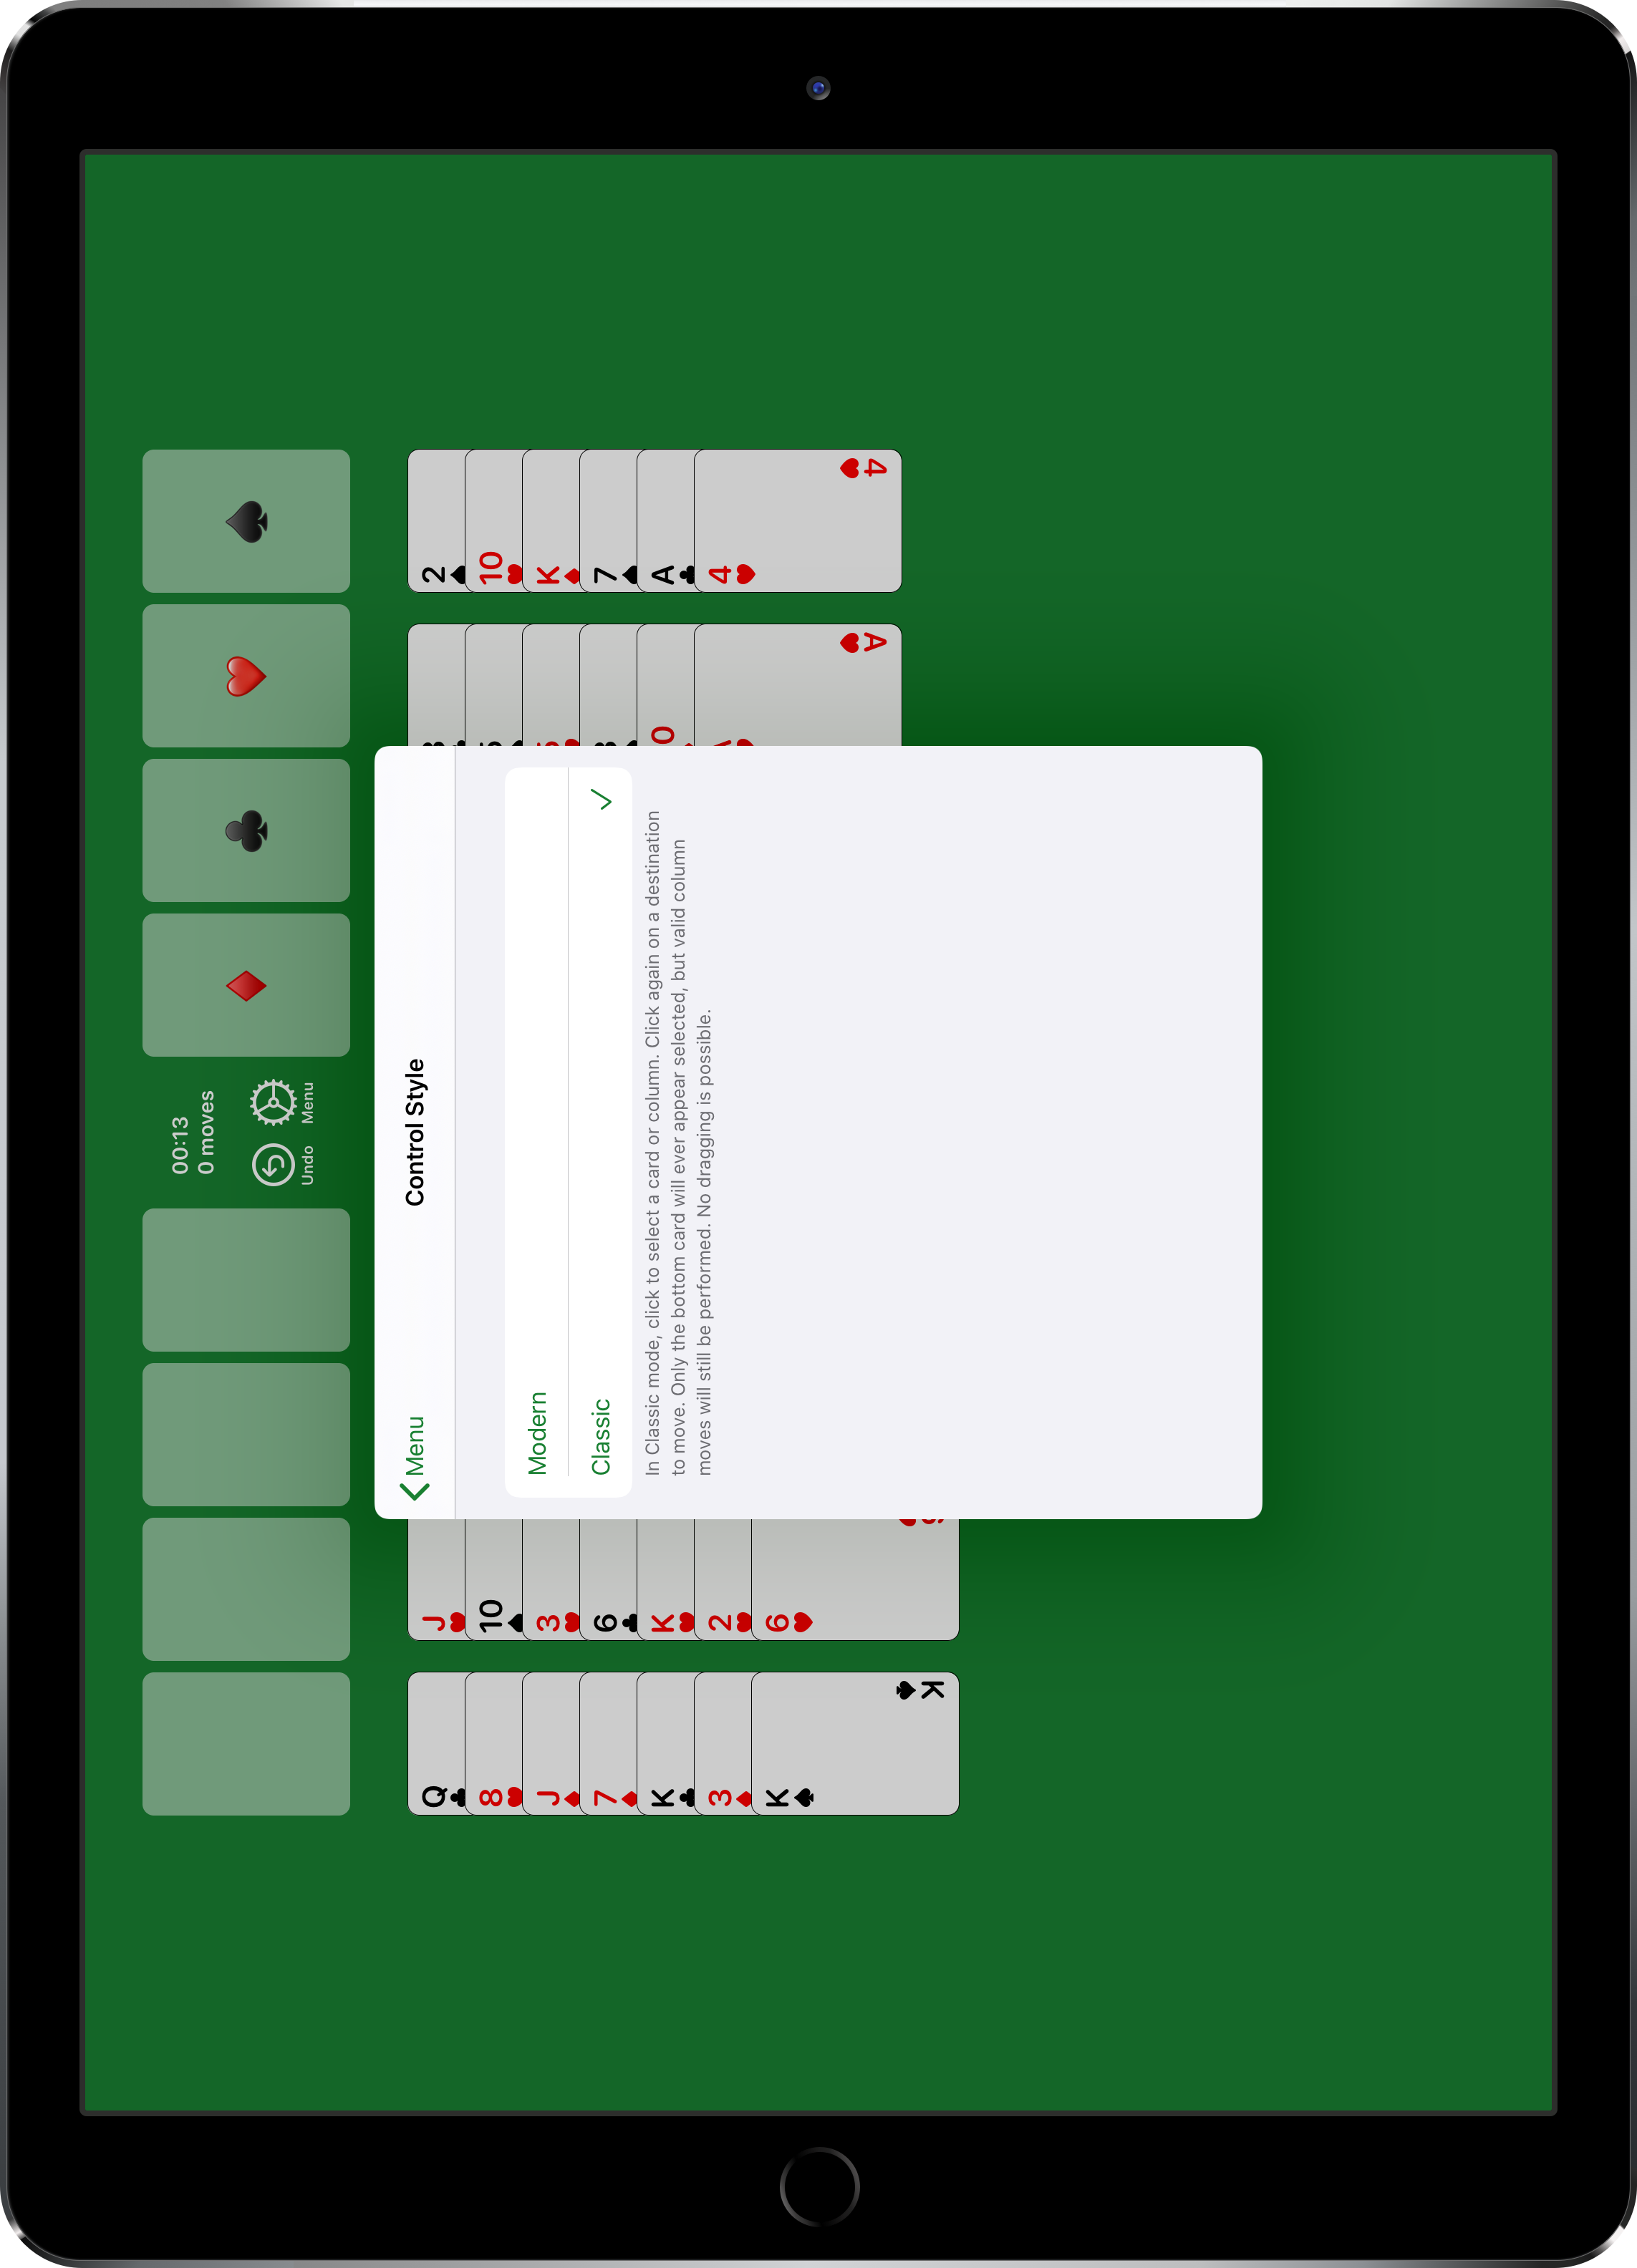 00:13
0 moves
Undo
Menu
Menu
Control Style
Modern
Classic
In Classic mode, click to select a card or column. Click again on a destination
to move. Only the bottom card will ever appear selected, but valid column
moves will still be performed. No dragging is possible.
Q
8
J
7
K
3
K
K
J
10
3
6
K
2
6
A
2
10
K
7
A
4
4